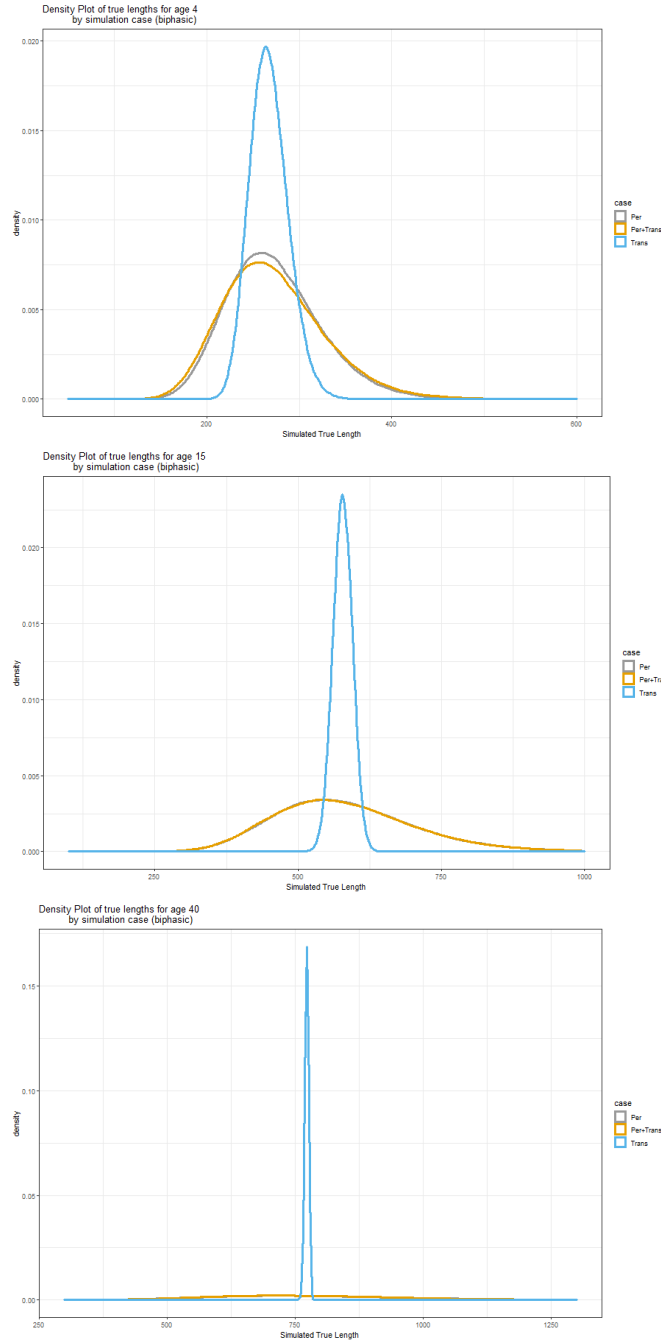 Density Plot of true lengths for age 4
by simulation case (biphasic)
0.020
0.015
0.010
0.005
0.000
density
200
400
600
Simulated True Length
case
Per
Per+Trans
Trans
Density Plot of true lengths for age 15
by simulation case (biphasic)
0.020
0.015
0.010
0.005
0.000
density
250
500
750
1000
Simulated True Length
case
Per
Per+Tra
Trans
Density Plot of true lengths for age 40
by simulation case (biphasic)
0.15
0.10
0.05
0.00
density
250
500
750
1000
1250
Simulated True Length
case
Per
Per+Trans
Trans